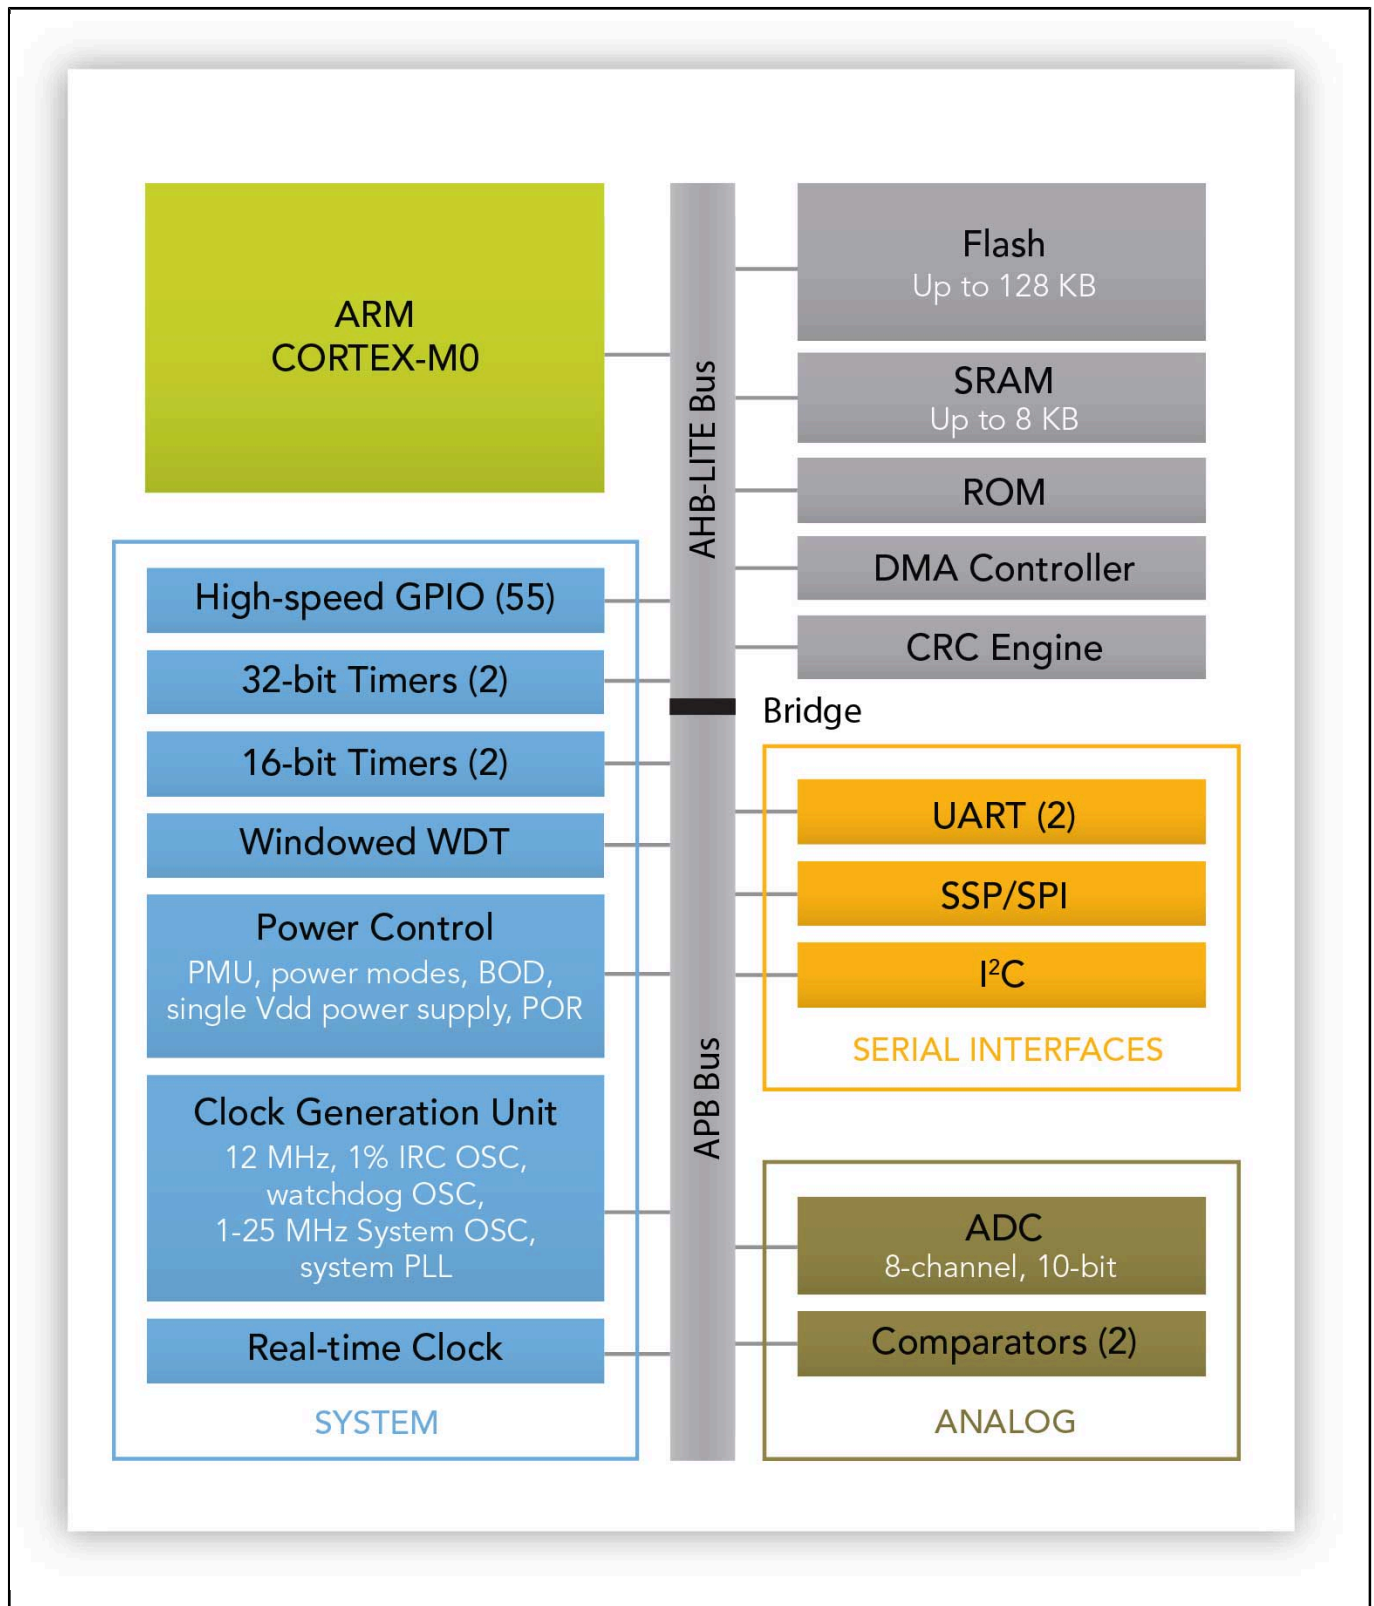 ARM
CORTEX-M0
High-speed GPIO (55)
32-bit Timers (2)
16-bit Timers (2)
Windowed WDT
Power Control
PMU, power modes, BOD,
single Vdd power supply, POR
Clock Generation Unit
12 MHz, 1% IRC OSC,
watchdog OSC,
1-25 MHz System OSC,
system PLL
Real-time Clock
SYSTEM
AHB-LITE Bus
APB Bus
Flash
Up to 128 KB
SRAM
Up to 8 KB
ROM
DMA Controller
CRC Engine
Bridge
UART (2)
SSP/SPI
I²C
SERIAL INTERFACES
ADC
8-channel, 10-bit
Comparators (2)
ANALOG